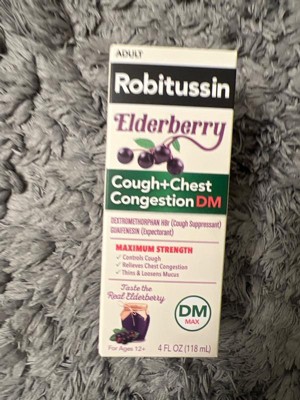 ADULT
Robitussin
Elderberry
Cough+Chest
Congestion DM
DEXTROMETHORPHAN HBr (Cough Suppressant)
GUAIFENESIN (Expectorant)
MAXIMUM STRENGTH
✓ Controls Cough
✓ Relieves Chest Congestion
✓ Thins & Loosens Mucus
Taste the
Real Elderberry
DM
MAX
For Ages 12+
4 FL OZ (118 mL)